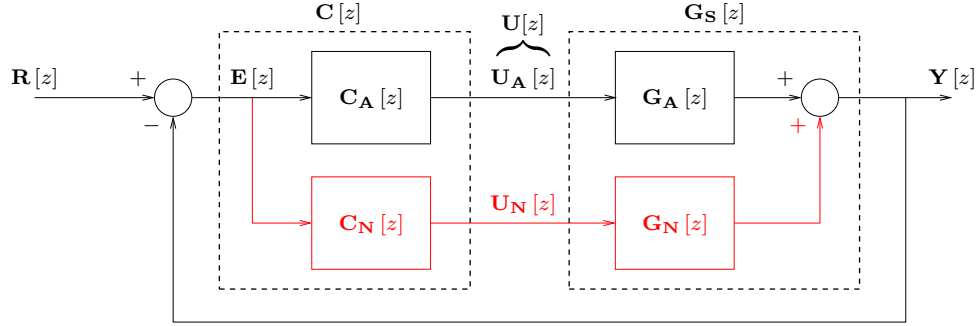 C [z]
G_S [z]
U[z]
R [z]
+
E [z]
C_A [z]
U_A [z]
G_A [z]
+
Y [z]
−
+
C_N [z]
U_N [z]
G_N [z]